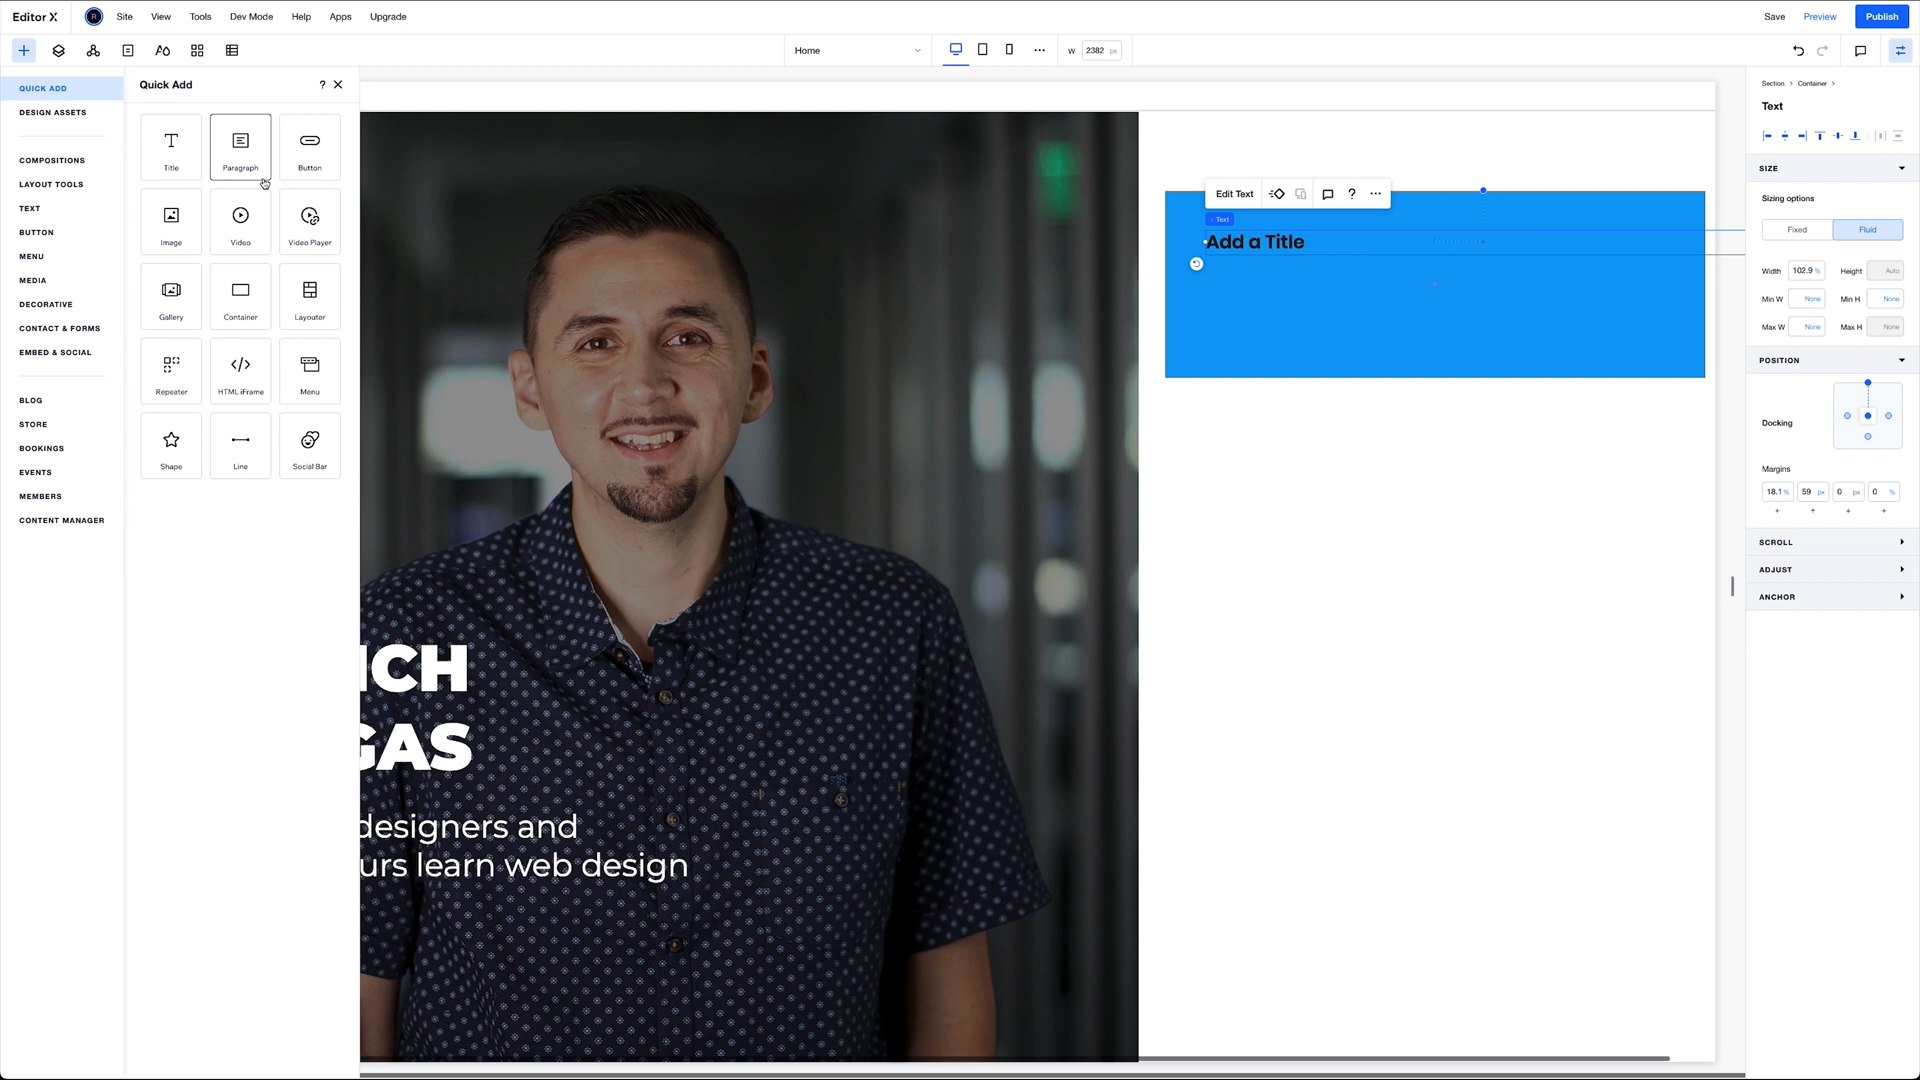 Editor X
R
Site
View
Tools
Dev Mode
Help
Apps
Upgrade
Save
Preview
Publish
Home
W
2382 px
QUICK ADD
DESIGN ASSETS
COMPOSITIONS
LAYOUT TOOLS
TEXT
BUTTON
MENU
MEDIA
DECORATIVE
CONTACT & FORMS
EMBED & SOCIAL
BLOG
STORE
BOOKINGS
EVENTS
MEMBERS
CONTENT MANAGER
Quick Add
?
Title
Paragraph
Button
Image
Video
Video Player
Gallery
Container
Layouter
Repeater
HTML iFrame
Menu
Shape
Line
Social Bar
ICH
GAS
designers and
urs learn web design
Edit Text
?
‹ Text
Add a Title
Section › Container ›
Text
SIZE
Sizing options
Fixed
Fluid
Width 102.9 % Height Auto
Min W None Min H None
Max W None Max H None
POSITION
Docking
Margins
18.1 % 59 px 0 px 0 %
SCROLL
ADJUST
ANCHOR